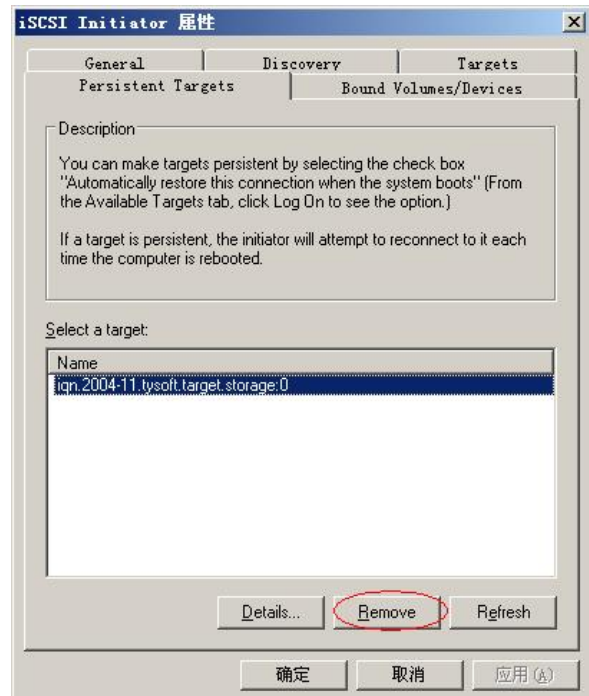 iSCSI Initiator 属性
General
Discovery
Targets
Persistent Targets
Bound Volumes/Devices
Description
You can make targets persistent by selecting the check box
"Automatically restore this connection when the system boots" (From
the Available Targets tab, click Log On to see the option.)
If a target is persistent, the initiator will attempt to reconnect to it each
time the computer is rebooted.
Select a target:
Name
iqn.2004-11.tysoft.target.storage:0
Details...
Remove
Refresh
确定
取消
应用(A)